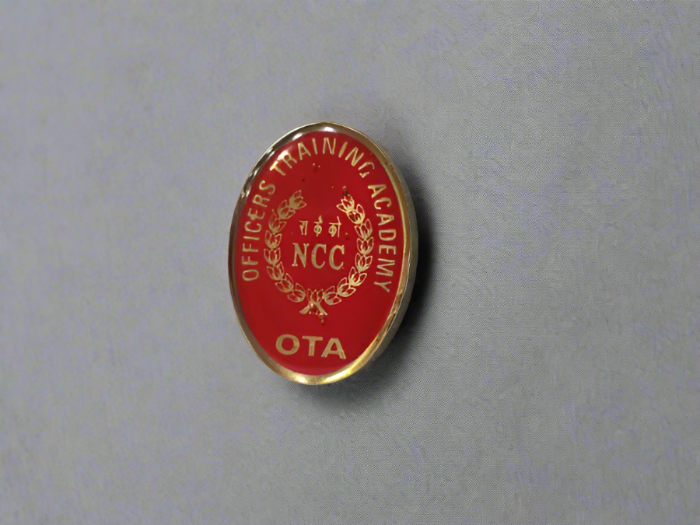 OFFICERS TRAINING ACADEMY
रा कै को
NCC
OTA